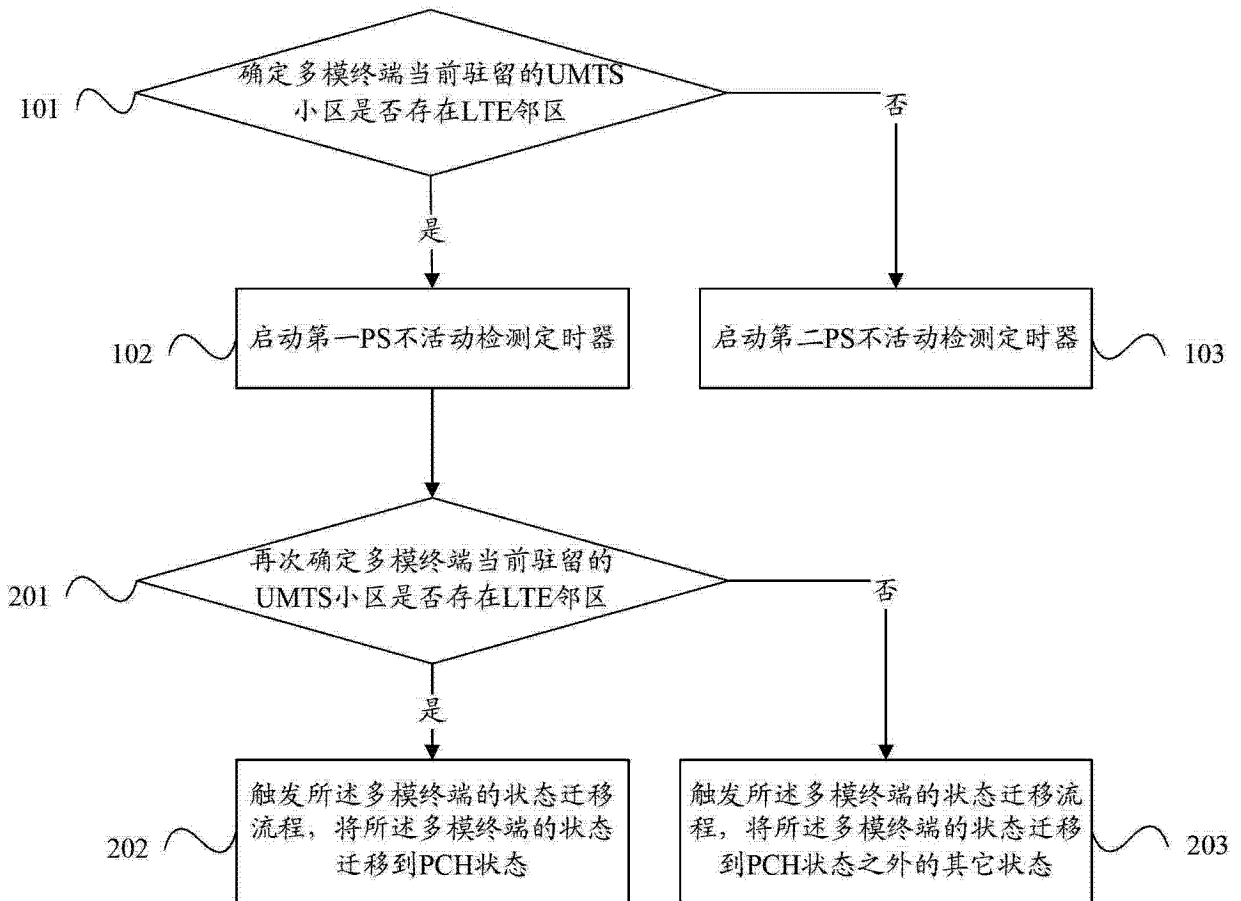 确定多模终端当前驻留的UMTS
小区是否存在LTE邻区
101
否
是
启动第一PS不活动检测定时器
102
启动第二PS不活动检测定时器
103
再次确定多模终端当前驻留的
UMTS小区是否存在LTE邻区
201
否
是
触发所述多模终端的状态迁移
流程，将所述多模终端的状态
迁移到PCH状态
202
触发所述多模终端的状态迁移流
程，将所述多模终端的状态迁移
到PCH状态之外的其它状态
203